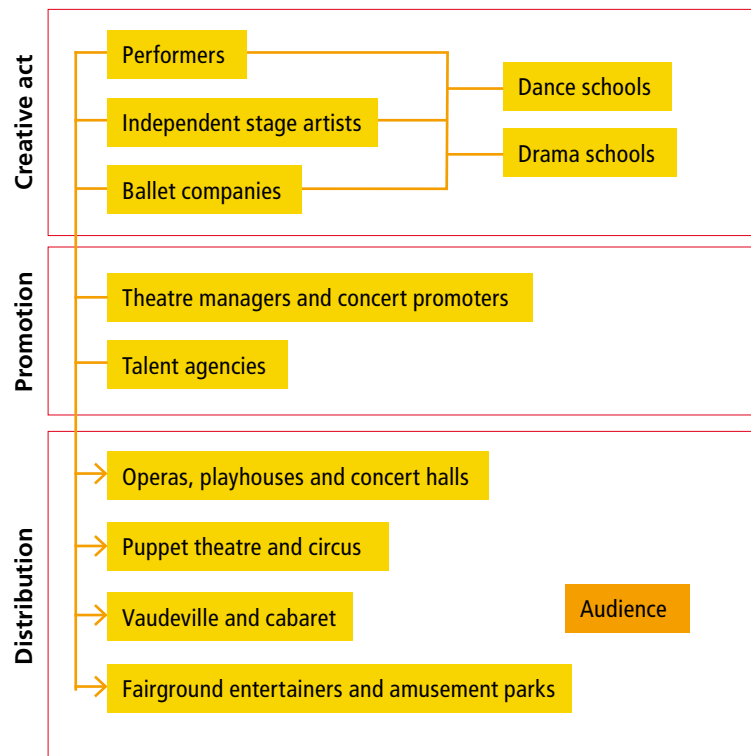 Creative act
Performers
Independent stage artists
Ballet companies
Dance schools
Drama schools
Promotion
Theatre managers and concert promoters
Talent agencies
Distribution
Operas, playhouses and concert halls
Puppet theatre and circus
Vaudeville and cabaret
Fairground entertainers and amusement parks
Audience